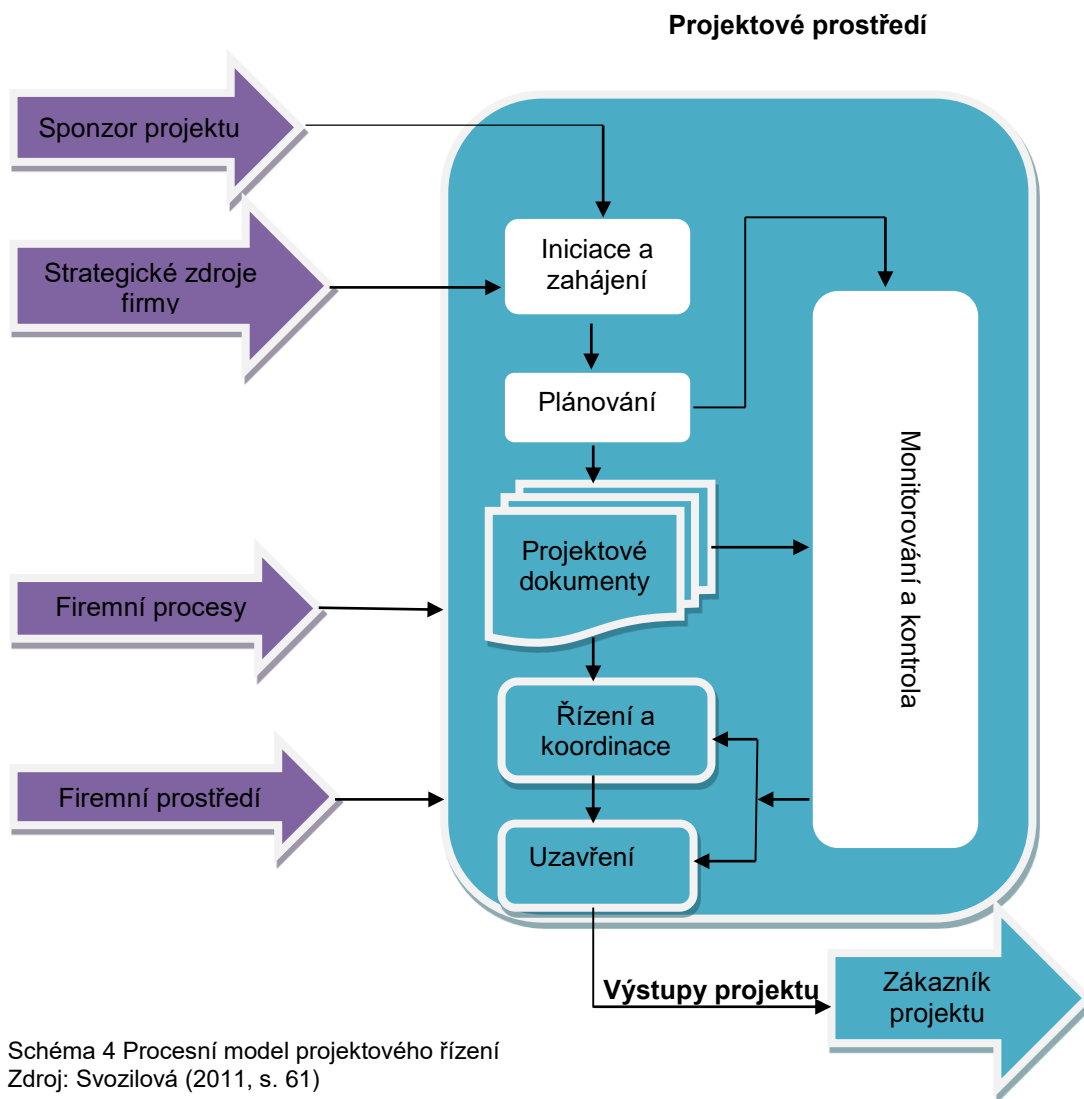 Projektové prostředí
Sponzor projektu
Strategické zdroje
firmy
Firemní procesy
Firemní prostředí
Iniciace a
zahájení
Plánování
Projektové
dokumenty
Řízení a
koordinace
Uzavření
Monitorování a kontrola
Výstupy projektu
Zákazník
projektu
Schéma 4 Procesní model projektového řízení
Zdroj: Svozilová (2011, s. 61)